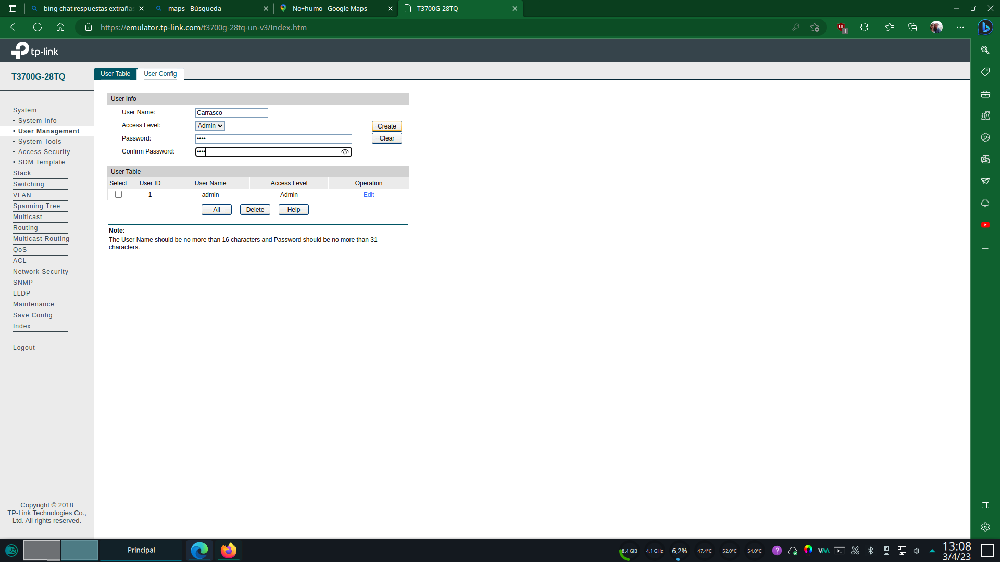 bing chat respuestas extrañas
maps - Búsqueda
No+humo - Google Maps
T3700G-28TQ
https://emulator.tp-link.com/t3700g-28tq-un-v3/Index.htm
1
tp-link
T3700G-28TQ
User Table
User Config
System
• System Info
• User Management
• System Tools
• Access Security
• SDM Template
Stack
Switching
VLAN
Spanning Tree
Multicast
Routing
Multicast Routing
QoS
ACL
Network Security
SNMP
LLDP
Maintenance
Save Config
Index
Logout
Copyright © 2018
TP-Link Technologies Co.,
Ltd. All rights reserved.
User Info
User Name:
Carrasco
Access Level:
Admin
Create
Password:
••••
Clear
Confirm Password:
••••
User Table
Select User ID User Name Access Level Operation
1 admin Admin Edit
All Delete Help
Note:
The User Name should be no more than 16 characters and Password should be no more than 31
characters.
Principal
8,4 GiB
4,1 GHz
6,2%
47,4°C
52,0°C
54,0°C
13:08
3/4/23